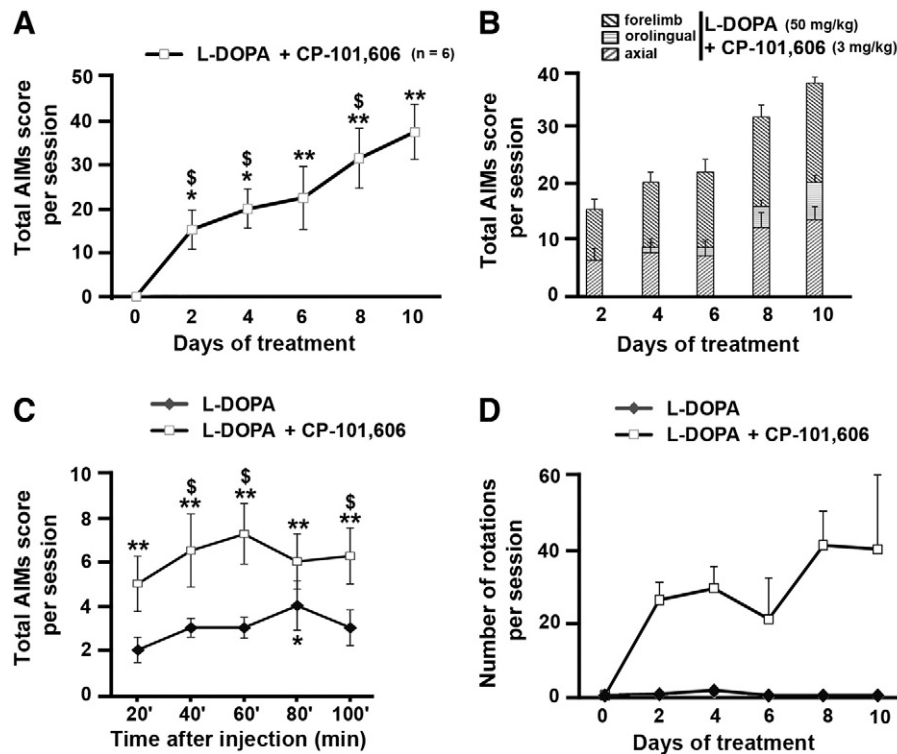 A
L-DOPA + CP-101,606 (n = 6)
Total AIMs score
per session
50
40
30
20
10
0
$
*
$
*
**
$
**
**
0 2 4 6 8 10
Days of treatment
B
forelimb
orolingual
axial
L-DOPA (50 mg/kg)
+ CP-101,606 (3 mg/kg)
Total AIMs score
per session
40
30
20
10
0
2 4 6 8 10
Days of treatment
C
L-DOPA
L-DOPA + CP-101,606
Total AIMs score
per session
10
8
6
4
2
0
**
$
**
$
**
**
$
**
*
20' 40' 60' 80' 100'
Time after injection (min)
D
L-DOPA
L-DOPA + CP-101,606
Number of rotations
per session
60
40
20
0
0 2 4 6 8 10
Days of treatment